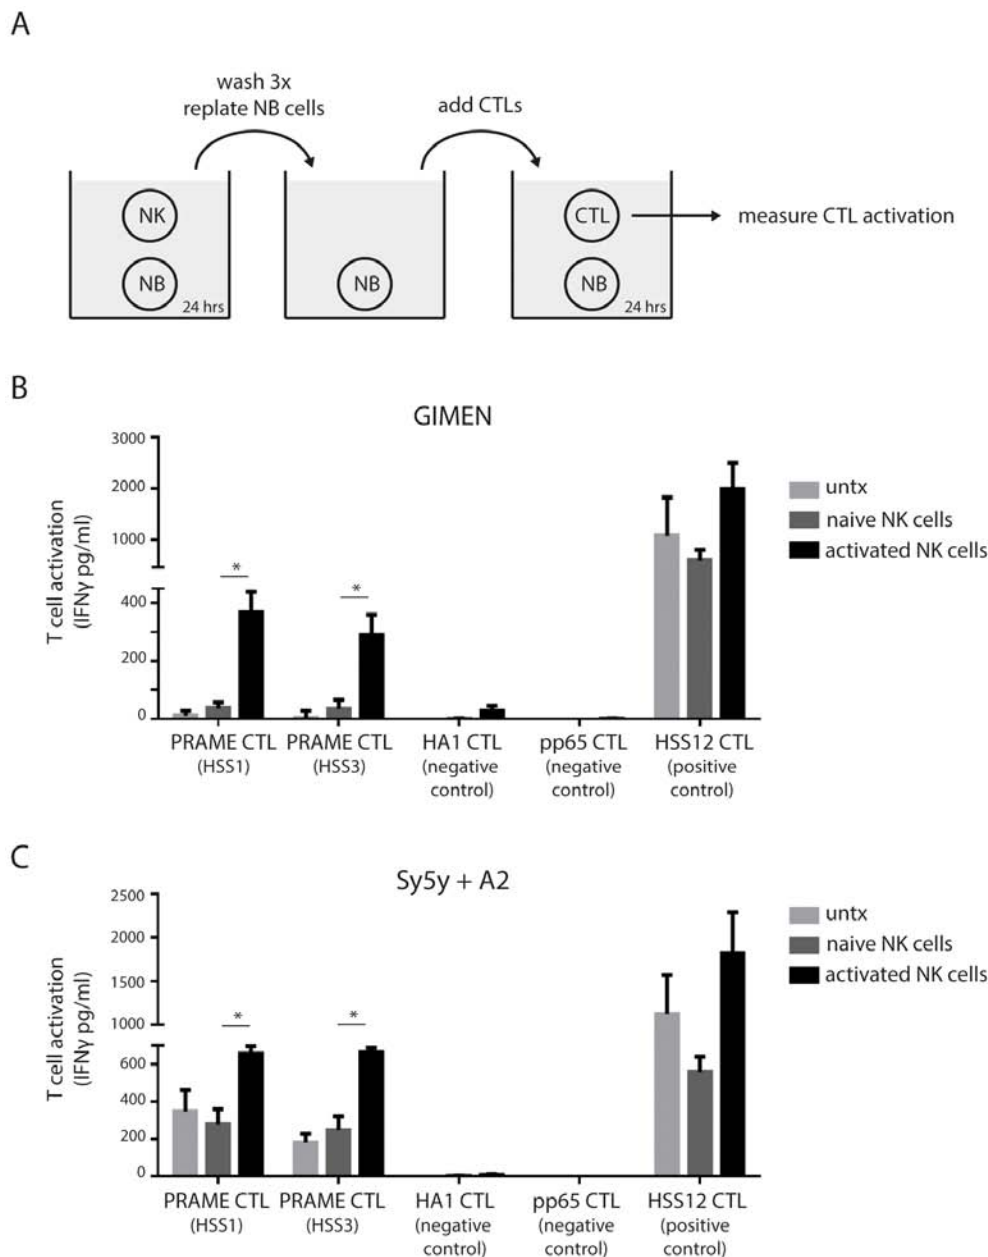 A
wash 3x
replate NB cells
add CTLs
NK
NB
24 hrs
NB
CTL
NB
24 hrs
measure CTL activation
B
GIMEN
T cell activation
(IFNγ pg/ml)
3000
2000
1000
400
200
0
*
*
untx
naive NK cells
activated NK cells
PRAME CTL
(HSS1)
PRAME CTL
(HSS3)
HA1 CTL
(negative
control)
pp65 CTL
(negative
control)
HSS12 CTL
(positive
control)
C
Sy5y + A2
T cell activation
(IFNγ pg/ml)
2500
2000
1500
1000
600
400
200
0
*
*
untx
naive NK cells
activated NK cells
PRAME CTL
(HSS1)
PRAME CTL
(HSS3)
HA1 CTL
(negative
control)
pp65 CTL
(negative
control)
HSS12 CTL
(positive
control)